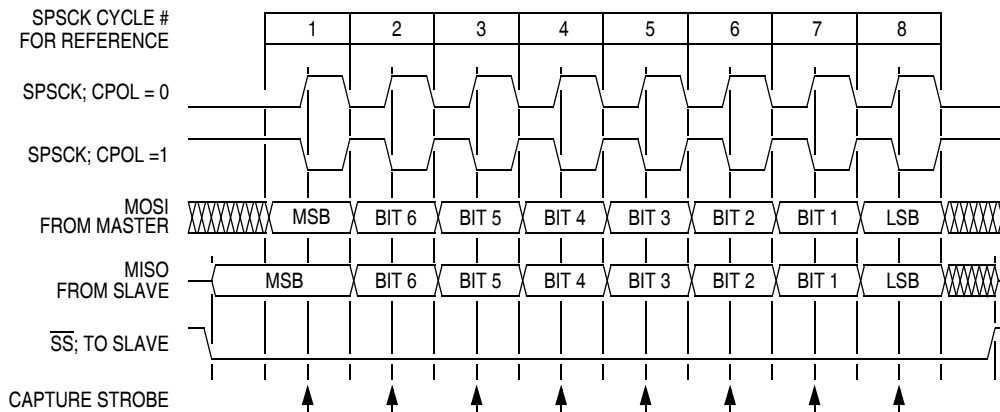 SPSCK CYCLE #
FOR REFERENCE
1 2 3 4 5 6 7 8
SPSCK; CPOL = 0
SPSCK; CPOL =1
MOSI
FROM MASTER
MSB BIT 6 BIT 5 BIT 4 BIT 3 BIT 2 BIT 1 LSB
MISO
FROM SLAVE
MSB BIT 6 BIT 5 BIT 4 BIT 3 BIT 2 BIT 1 LSB
SS; TO SLAVE
CAPTURE STROBE